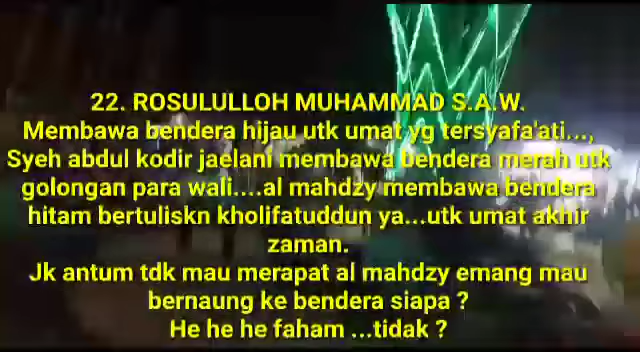 22. ROSULULLOH MUHAMMAD S.A.W.
Membawa bendera hijau utk umat yg tersyafa'ati...,
Syeh abdul kodir jaelani membawa bendera merah utk
golongan para wali....al mahdzy membawa bendera
hitam bertuliskn kholifatuddun ya...utk umat akhir
zaman.
Jk antum tdk mau merapat al mahdzy emang mau
bernaung ke bendera siapa ?
He he he faham ...tidak ?